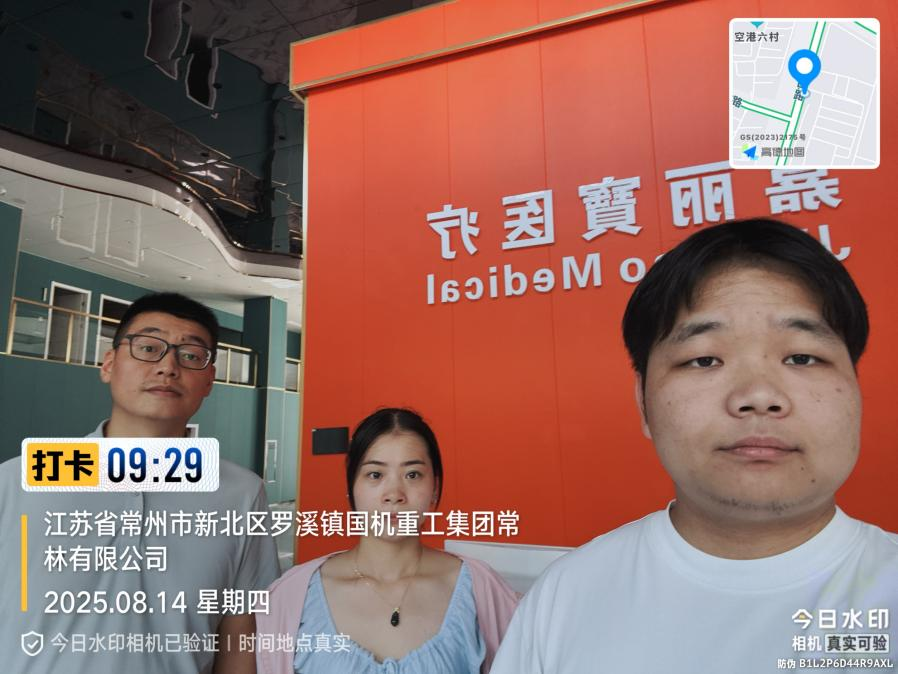 空港六村
路
路
GS(2023)2175号
高德地图
嘉丽寳医疗
o Medical
打卡 09:29
江苏省常州市新北区罗溪镇国机重工集团常
林有限公司
2025.08.14 星期四
今日水印相机已验证 | 时间地点真实
今日水印
相机 真实可验
防伪 B1L2P6D44R9AXL